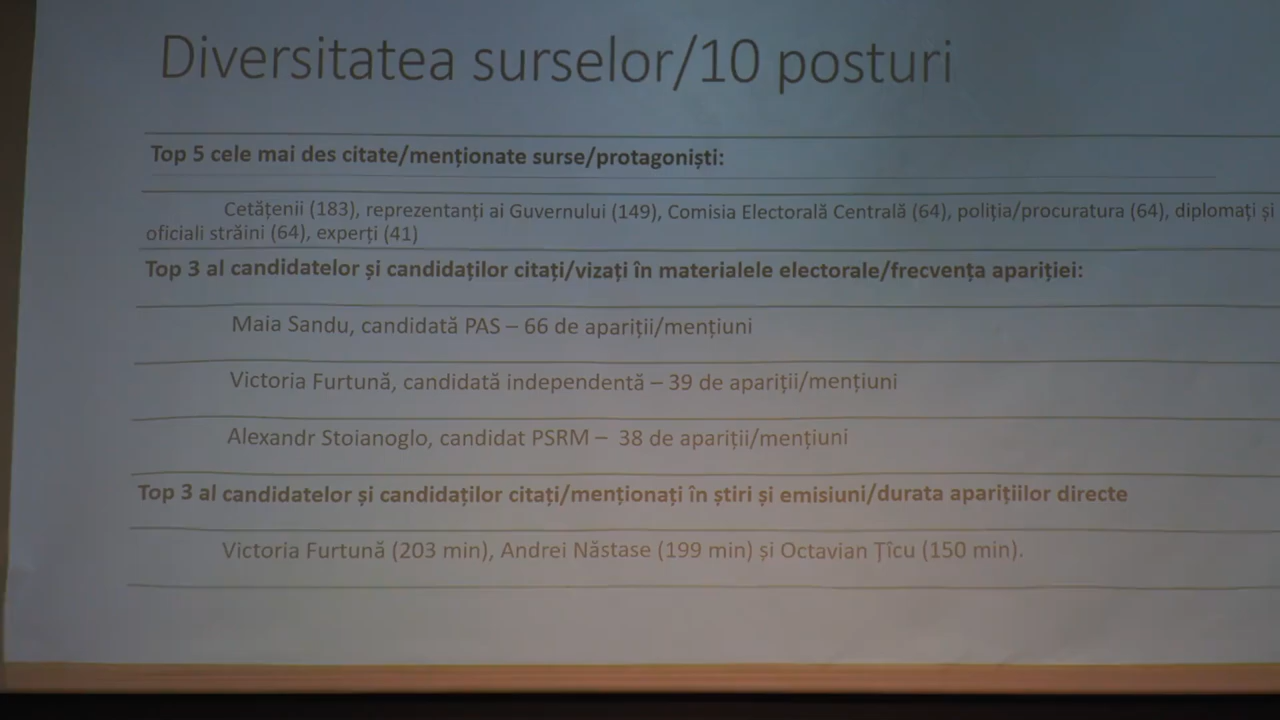 Diversitatea surselor/10 posturi
Top 5 cele mai des citate/menționate surse/protagoniști:
Cetățenii (183), reprezentanți ai Guvernului (149), Comisia Electorală Centrală (64), poliția/procuratura (64), diplomați și
oficiali străini (64), experți (41)
Top 3 al candidatelor și candidaților citați/vizați în materialele electorale/frecvența apariției:
Maia Sandu, candidată PAS – 66 de apariții/mențiuni
Victoria Furtună, candidată independentă – 39 de apariții/mențiuni
Alexandr Stoianoglo, candidat PSRM – 38 de apariții/mențiuni
Top 3 al candidatelor și candidaților citați/menționați în știri și emisiuni/durata aparițiilor directe
Victoria Furtună (203 min), Andrei Năstase (199 min) și Octavian Țîcu (150 min).